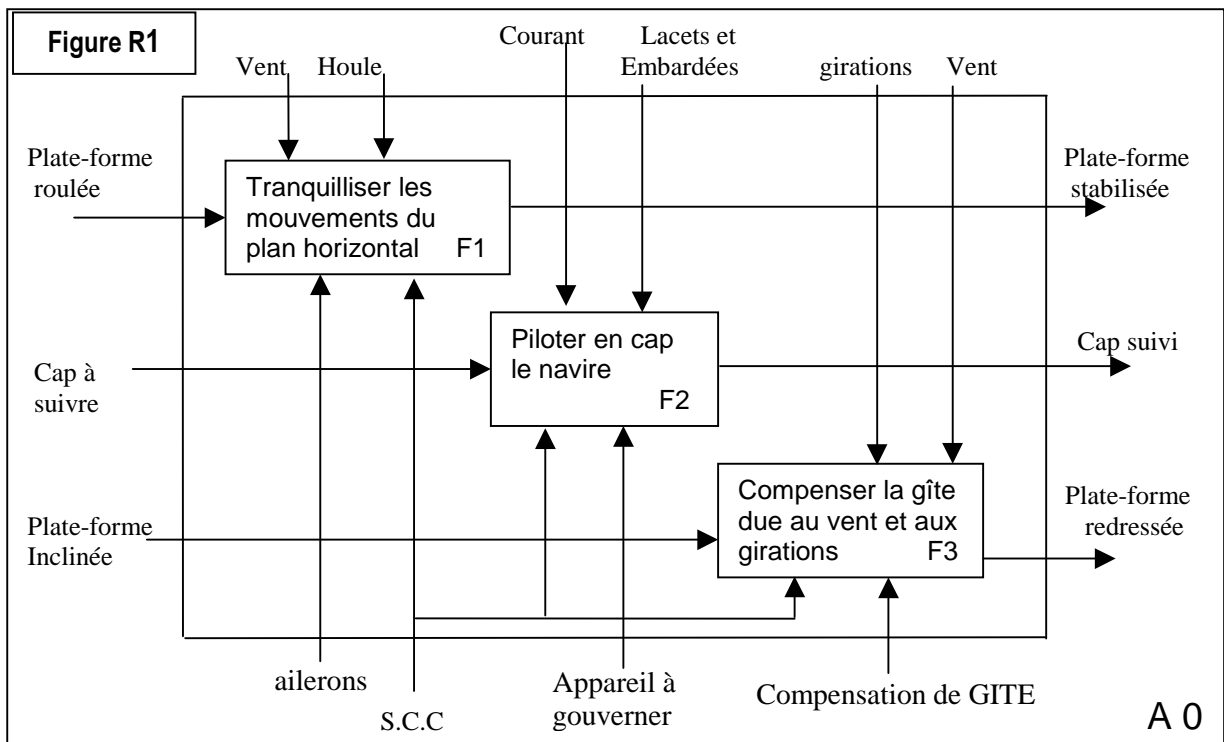 Figure R1
Courant
Lacets et
Embardées
Vent
Houle
girations
Vent
Plate-forme
roulée
Tranquilliser les
mouvements du
plan horizontal F1
Plate-forme
stabilisée
Cap à
suivre
Piloter en cap
le navire
F2
Cap suivi
Plate-forme
Inclinée
Compenser la gîte
due au vent et aux
girations F3
Plate-forme
redressée
ailerons
S.C.C
Appareil à
gouverner
Compensation de GITE
A 0